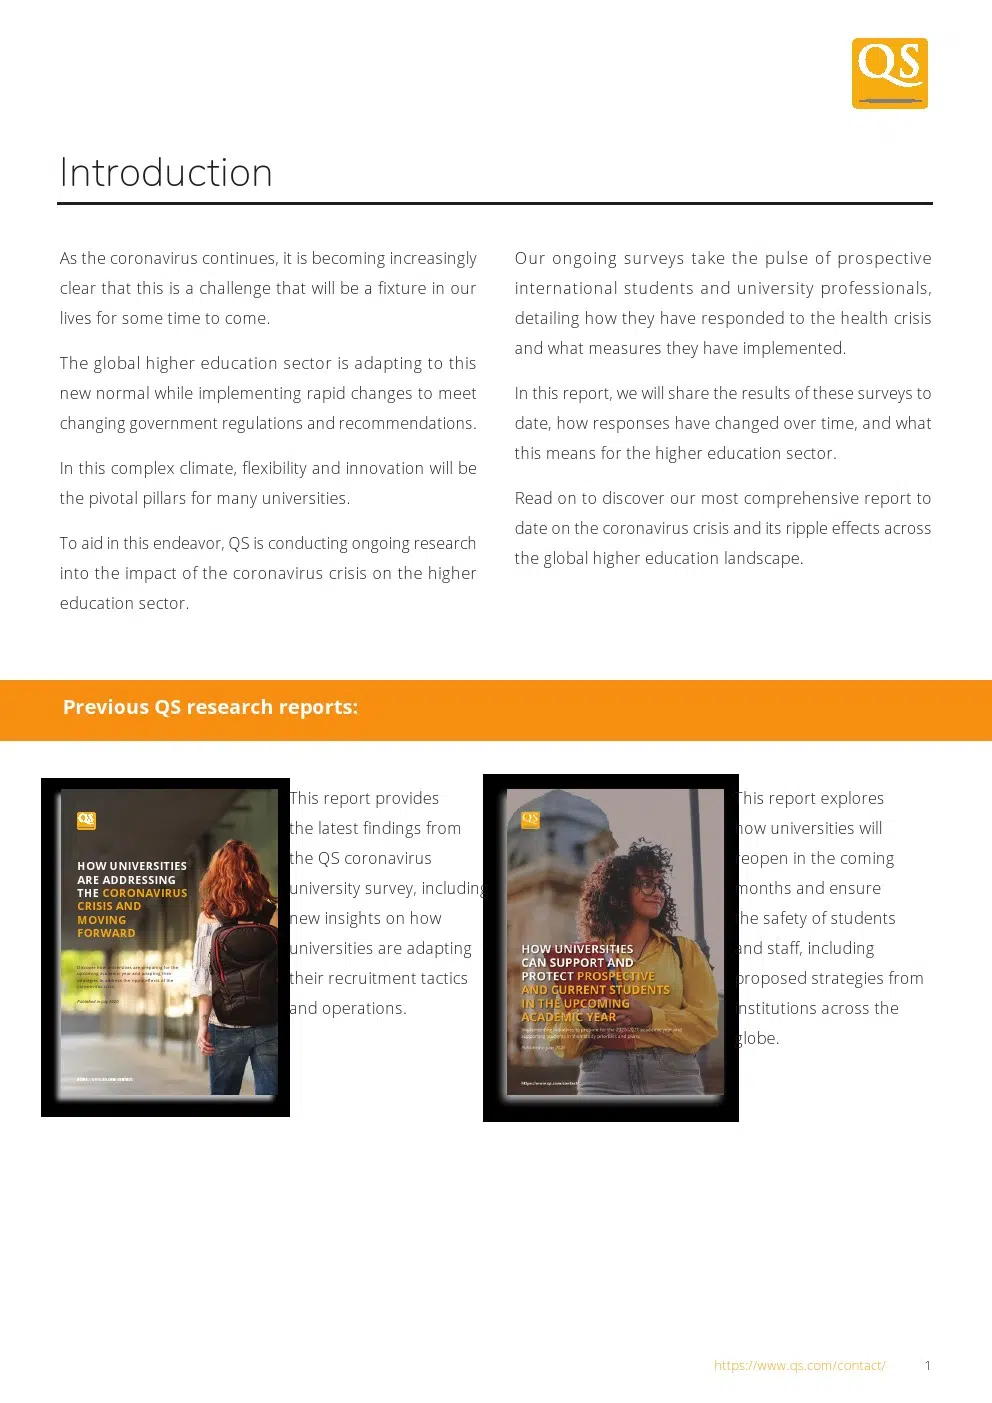 QS
Introduction
As the coronavirus continues, it is becoming increasingly
clear that this is a challenge that will be a fixture in our
lives for some time to come.
The global higher education sector is adapting to this
new normal while implementing rapid changes to meet
changing government regulations and recommendations.
In this complex climate, flexibility and innovation will be
the pivotal pillars for many universities.
To aid in this endeavor, QS is conducting ongoing research
into the impact of the coronavirus crisis on the higher
education sector.
Our ongoing surveys take the pulse of prospective
international students and university professionals,
detailing how they have responded to the health crisis
and what measures they have implemented.
In this report, we will share the results of these surveys to
date, how responses have changed over time, and what
this means for the higher education sector.
Read on to discover our most comprehensive report to
date on the coronavirus crisis and its ripple effects across
the global higher education landscape.
Previous QS research reports:
QS
HOW UNIVERSITIES
ARE ADDRESSING
THE CORONAVIRUS
CRISIS AND
MOVING
FORWARD
This report provides
the latest findings from
the QS coronavirus
university survey, including
new insights on how
universities are adapting
their recruitment tactics
and operations.
QS
HOW UNIVERSITIES
CAN SUPPORT AND
PROTECT PROSPECTIVE
AND CURRENT STUDENTS
IN THE UPCOMING
ACADEMIC YEAR
https://www.qs.com/contact/
This report explores
how universities will
reopen in the coming
months and ensure
the safety of students
and staff, including
proposed strategies from
institutions across the
globe.
https://www.qs.com/contact/
1